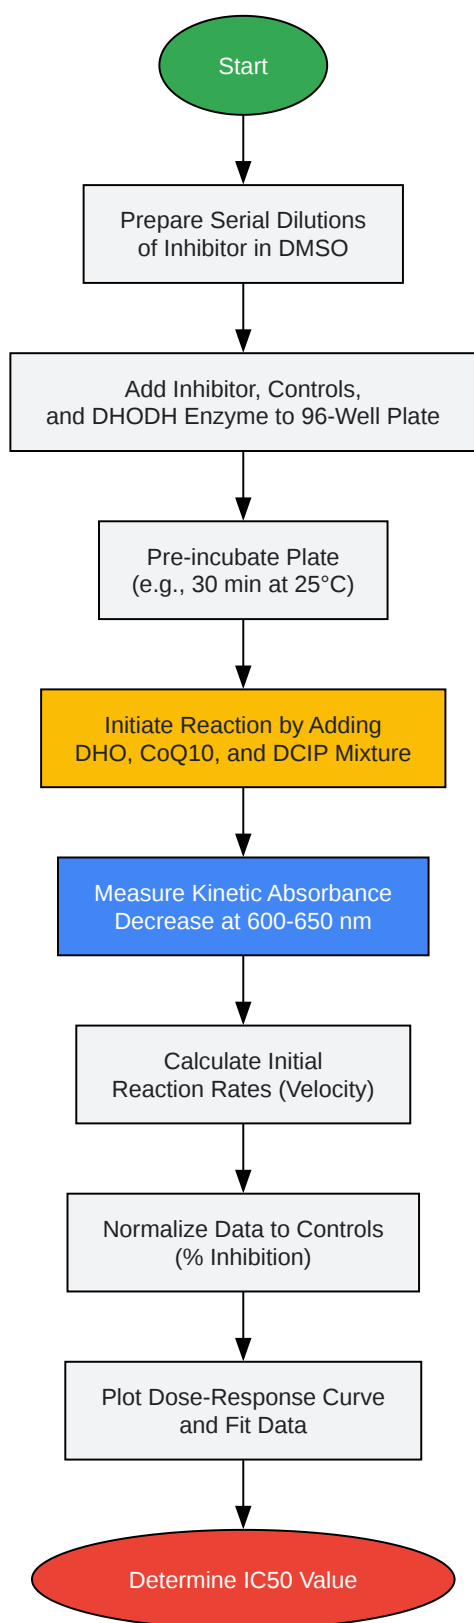 Start
Prepare Serial Dilutions
of Inhibitor in DMSO
Add Inhibitor, Controls,
and DHODH Enzyme to 96-Well Plate
Pre-incubate Plate
(e.g., 30 min at 25°C)
Initiate Reaction by Adding
DHO, CoQ10, and DCIP Mixture
Measure Kinetic Absorbance
Decrease at 600-650 nm
Calculate Initial
Reaction Rates (Velocity)
Normalize Data to Controls
(% Inhibition)
Plot Dose-Response Curve
and Fit Data
Determine IC50 Value